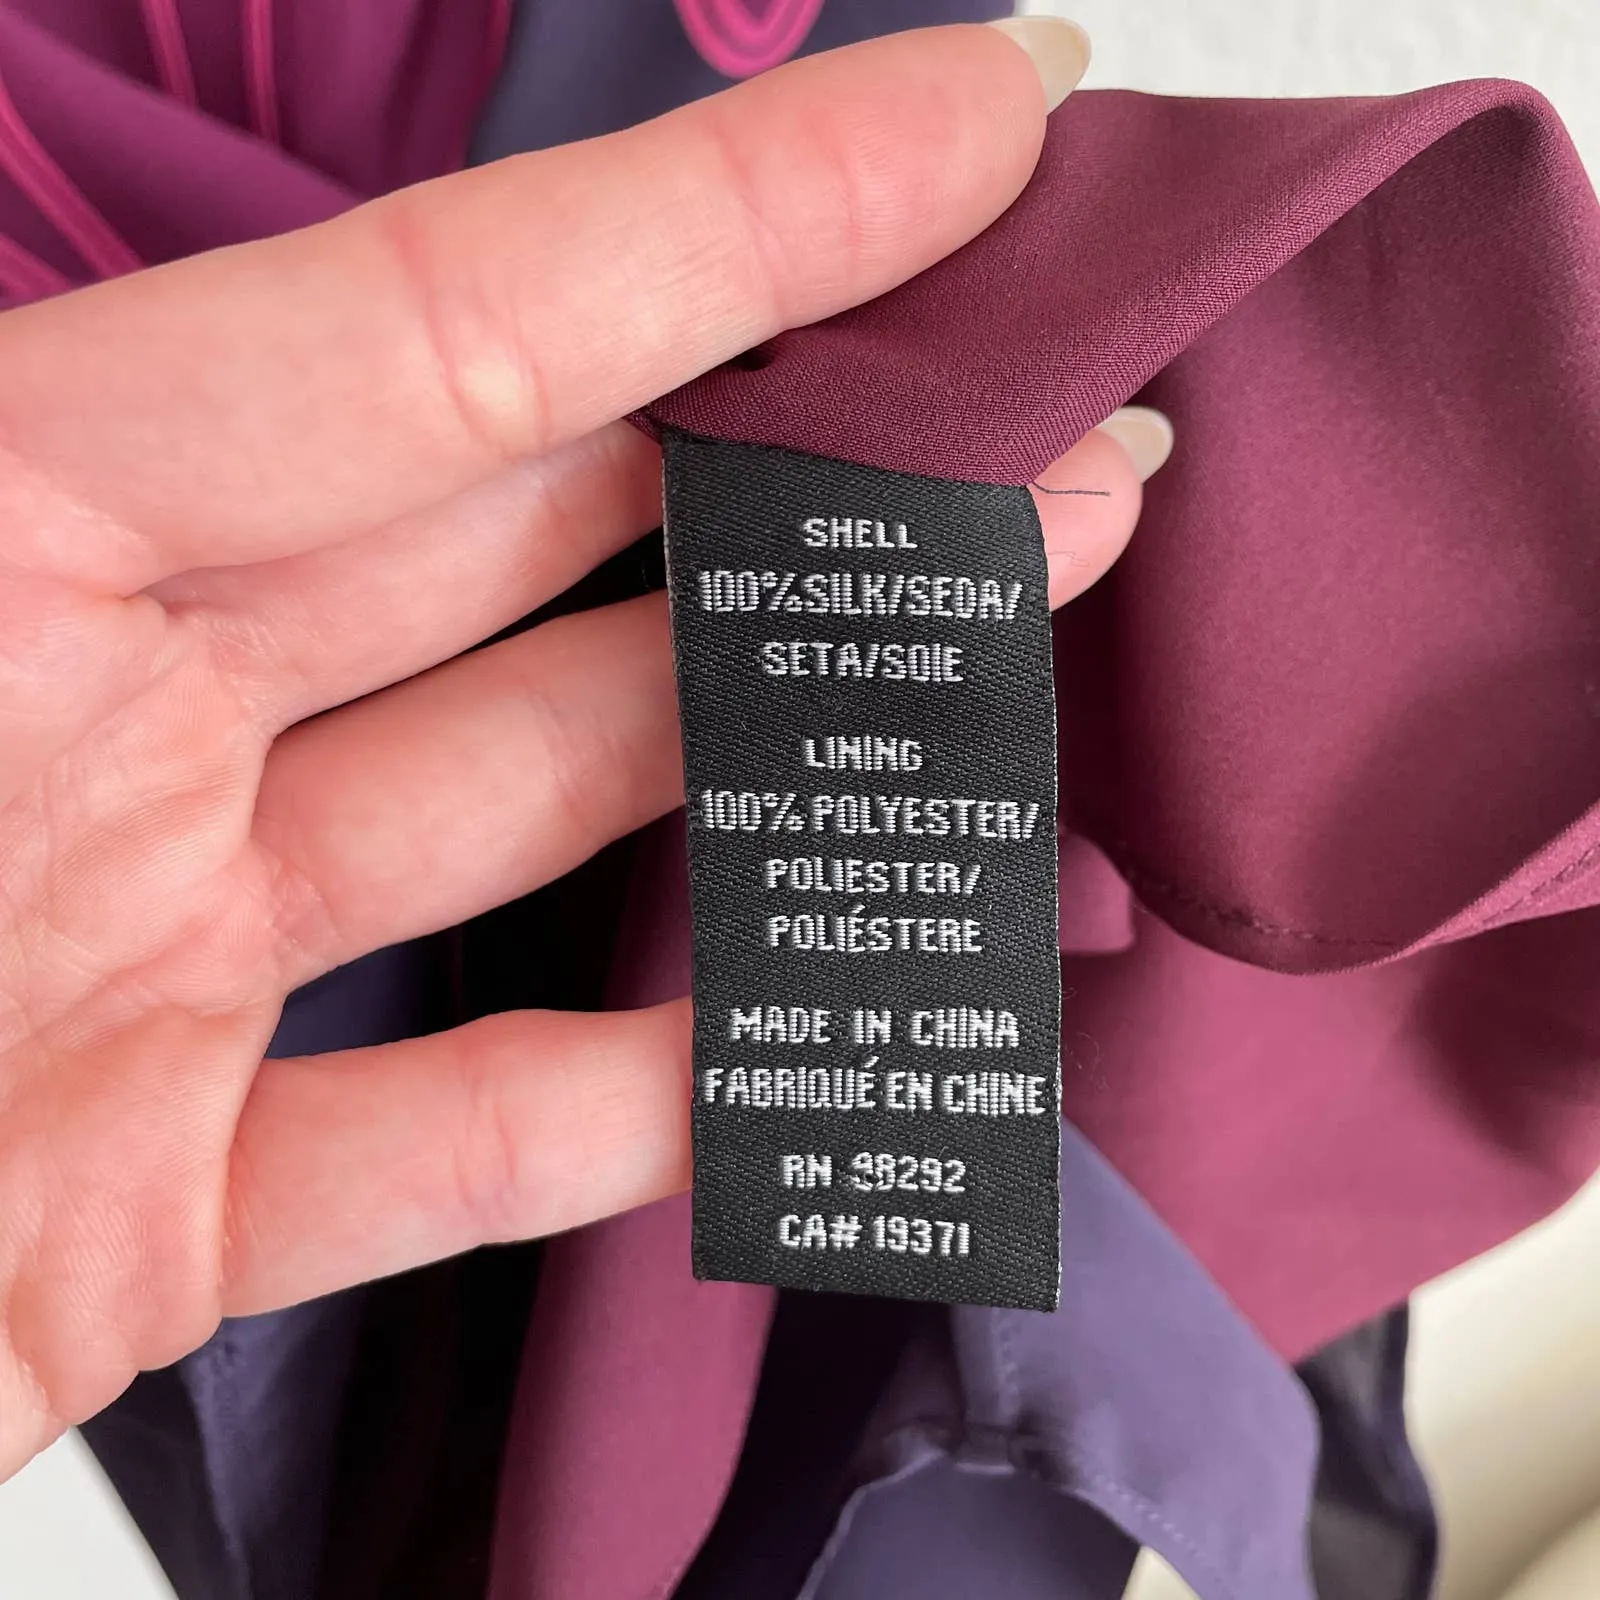 SHELL
100% SILK/SEDA/
SETA/SOIE
LINING
100% POLYESTER/
POLIESTER/
POLIÉSTERE
MADE IN CHINA
FABRIQUÉ EN CHINE
RN
CA# 19371